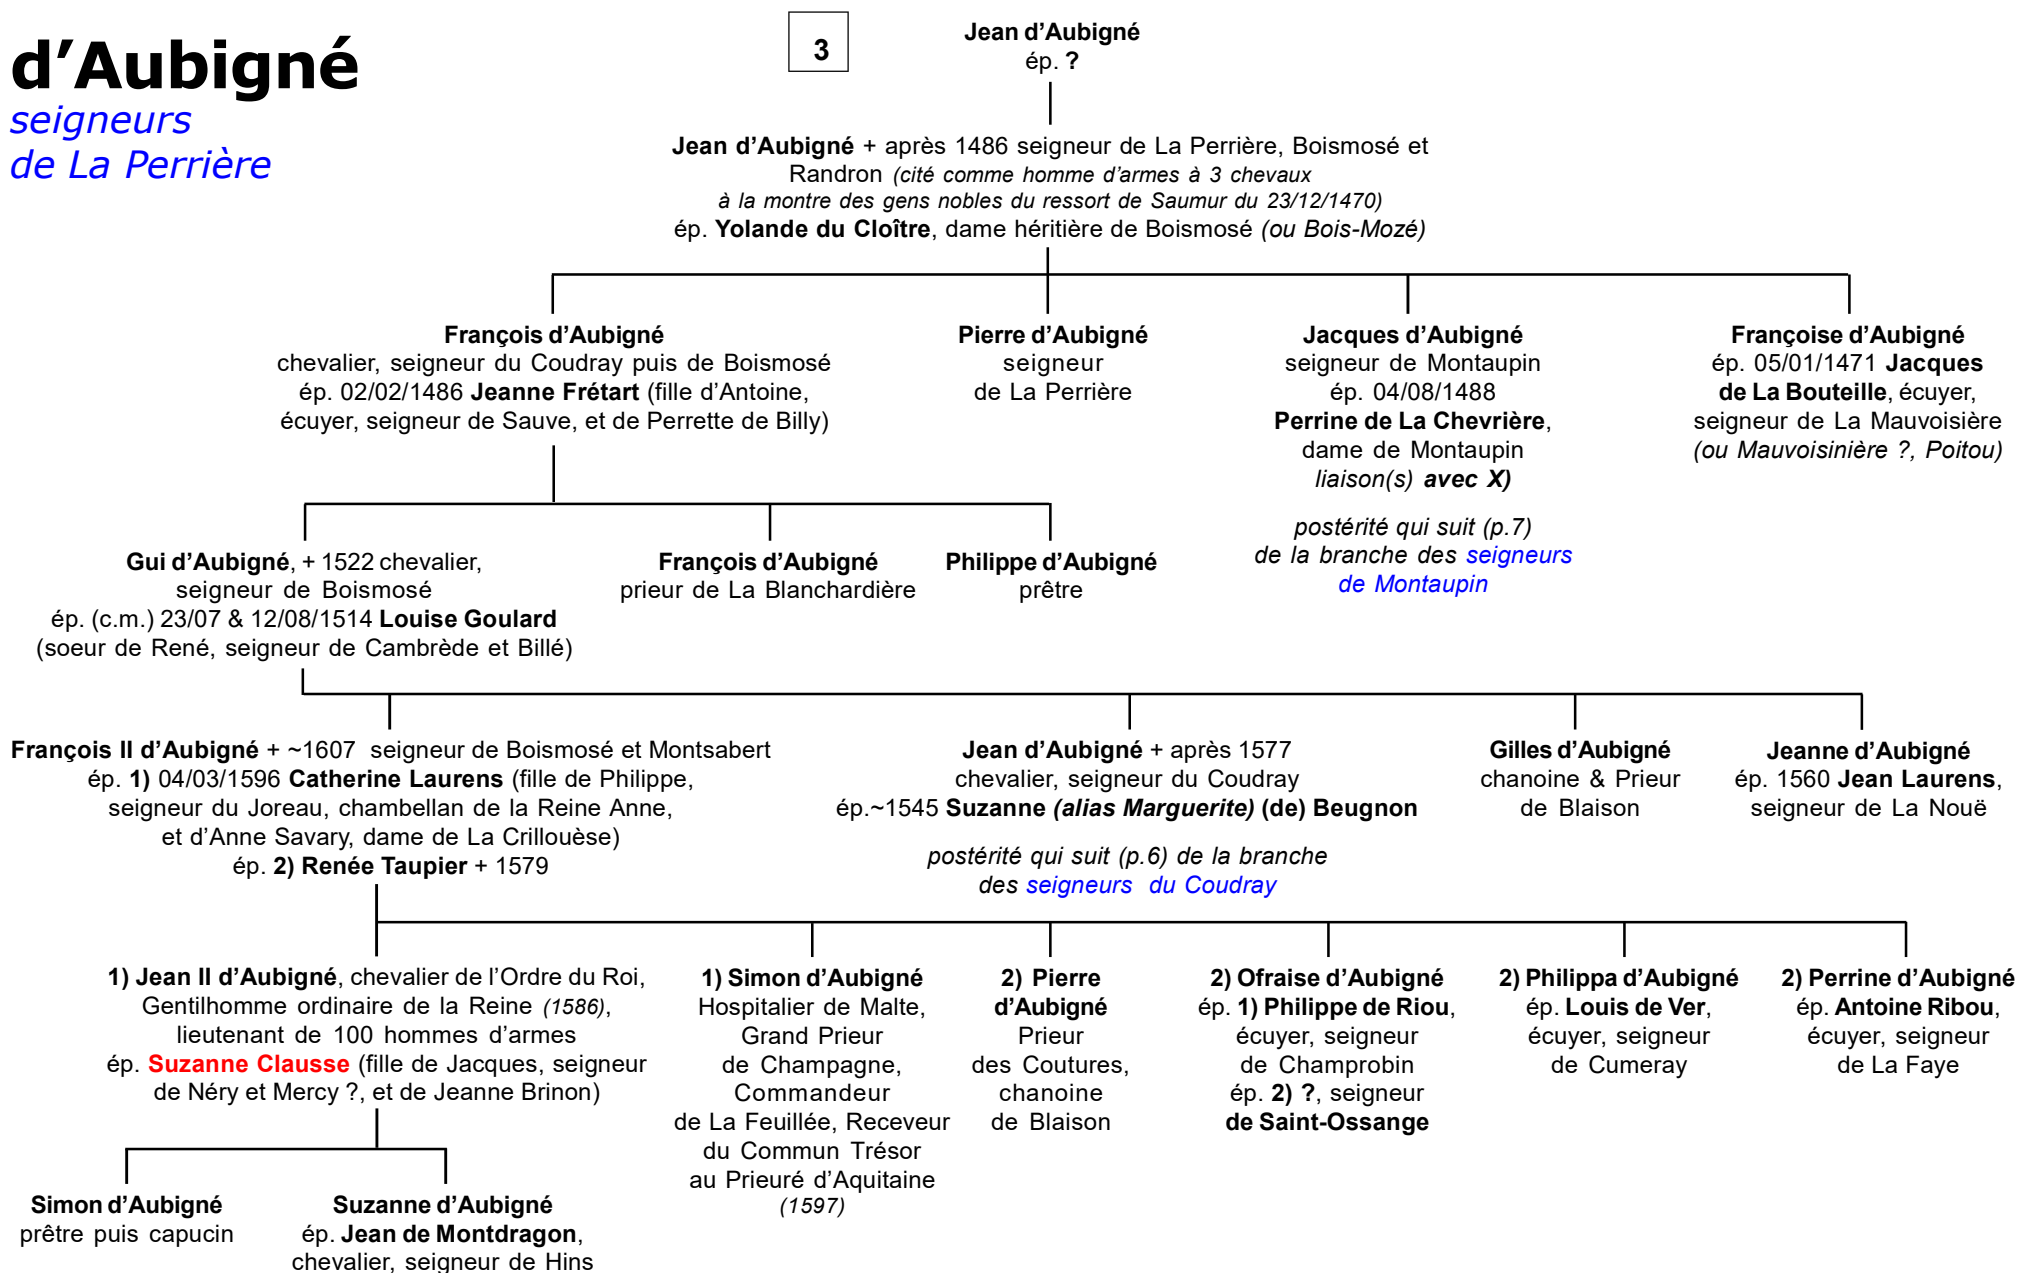 d'Aubigné
seigneurs
de La Perrière
3
Jean d'Aubigné
ép. ?
Jean d'Aubigné + après 1486 seigneur de La Perrière, Boismosé et
Randron (cité comme homme d'armes à 3 chevaux
à la montre des gens nobles du ressort de Saumur du 23/12/1470)
ép. Yolande du Cloître, dame héritière de Boismosé (ou Bois-Mozé)
François d'Aubigné
chevalier, seigneur du Coudray puis de Boismosé
ép. 02/02/1486 Jeanne Frétart (fille d'Antoine,
écuyer, seigneur de Sauve, et de Perrette de Billy)
Pierre d'Aubigné
seigneur
de La Perrière
Jacques d'Aubigné
seigneur de Montaupin
ép. 04/08/1488
Perrine de La Chevrière,
dame de Montaupin
liaison(s) avec X)
postérité qui suit (p.7)
de la branche des seigneurs
de Montaupin
Françoise d'Aubigné
ép. 05/01/1471 Jacques
de La Bouteille, écuyer,
seigneur de La Mauvoisière
(ou Mauvoisinière ?, Poitou)
Gui d'Aubigné, + 1522 chevalier,
seigneur de Boismosé
ép. (c.m.) 23/07 & 12/08/1514 Louise Goulard
(soeur de René, seigneur de Cambrède et Billé)
François d'Aubigné
prieur de La Blanchardière
Philippe d'Aubigné
prêtre
François II d'Aubigné + ~1607 seigneur de Boismosé et Montsabert
ép. 1) 04/03/1596 Catherine Laurens (fille de Philippe,
seigneur du Joreau, chambellan de la Reine Anne,
et d'Anne Savary, dame de La Crillouèse)
ép. 2) Renée Taupier + 1579
Jean d'Aubigné + après 1577
chevalier, seigneur du Coudray
ép.~1545 Suzanne (alias Marguerite) (de) Beugnon
postérité qui suit (p.6) de la branche
des seigneurs du Coudray
Gilles d'Aubigné
chanoine & Prieur
de Blaison
Jeanne d'Aubigné
ép. 1560 Jean Laurens,
seigneur de La Nouë
1) Jean II d'Aubigné, chevalier de l'Ordre du Roi,
Gentilhomme ordinaire de la Reine (1586),
lieutenant de 100 hommes d'armes
ép. Suzanne Clausse (fille de Jacques, seigneur
de Néry et Mercy ?, et de Jeanne Brinon)
1) Simon d'Aubigné
Hospitalier de Malte,
Grand Prieur
de Champagne,
Commandeur
de La Feuillée, Receveur
du Commun Trésor
au Prieuré d'Aquitaine
(1597)
2) Pierre
d'Aubigné
Prieur
des Coutures,
chanoine
de Blaison
2) Ofraise d'Aubigné
ép. 1) Philippe de Riou,
écuyer, seigneur
de Champrobin
ép. 2) ?, seigneur
de Saint-Ossange
2) Philippa d'Aubigné
ép. Louis de Ver,
écuyer, seigneur
de Cumeray
2) Perrine d'Aubigné
ép. Antoine Ribou,
écuyer, seigneur
de La Faye
Simon d'Aubigné
prêtre puis capucin
Suzanne d'Aubigné
ép. Jean de Montdragon,
chevalier, seigneur de Hins